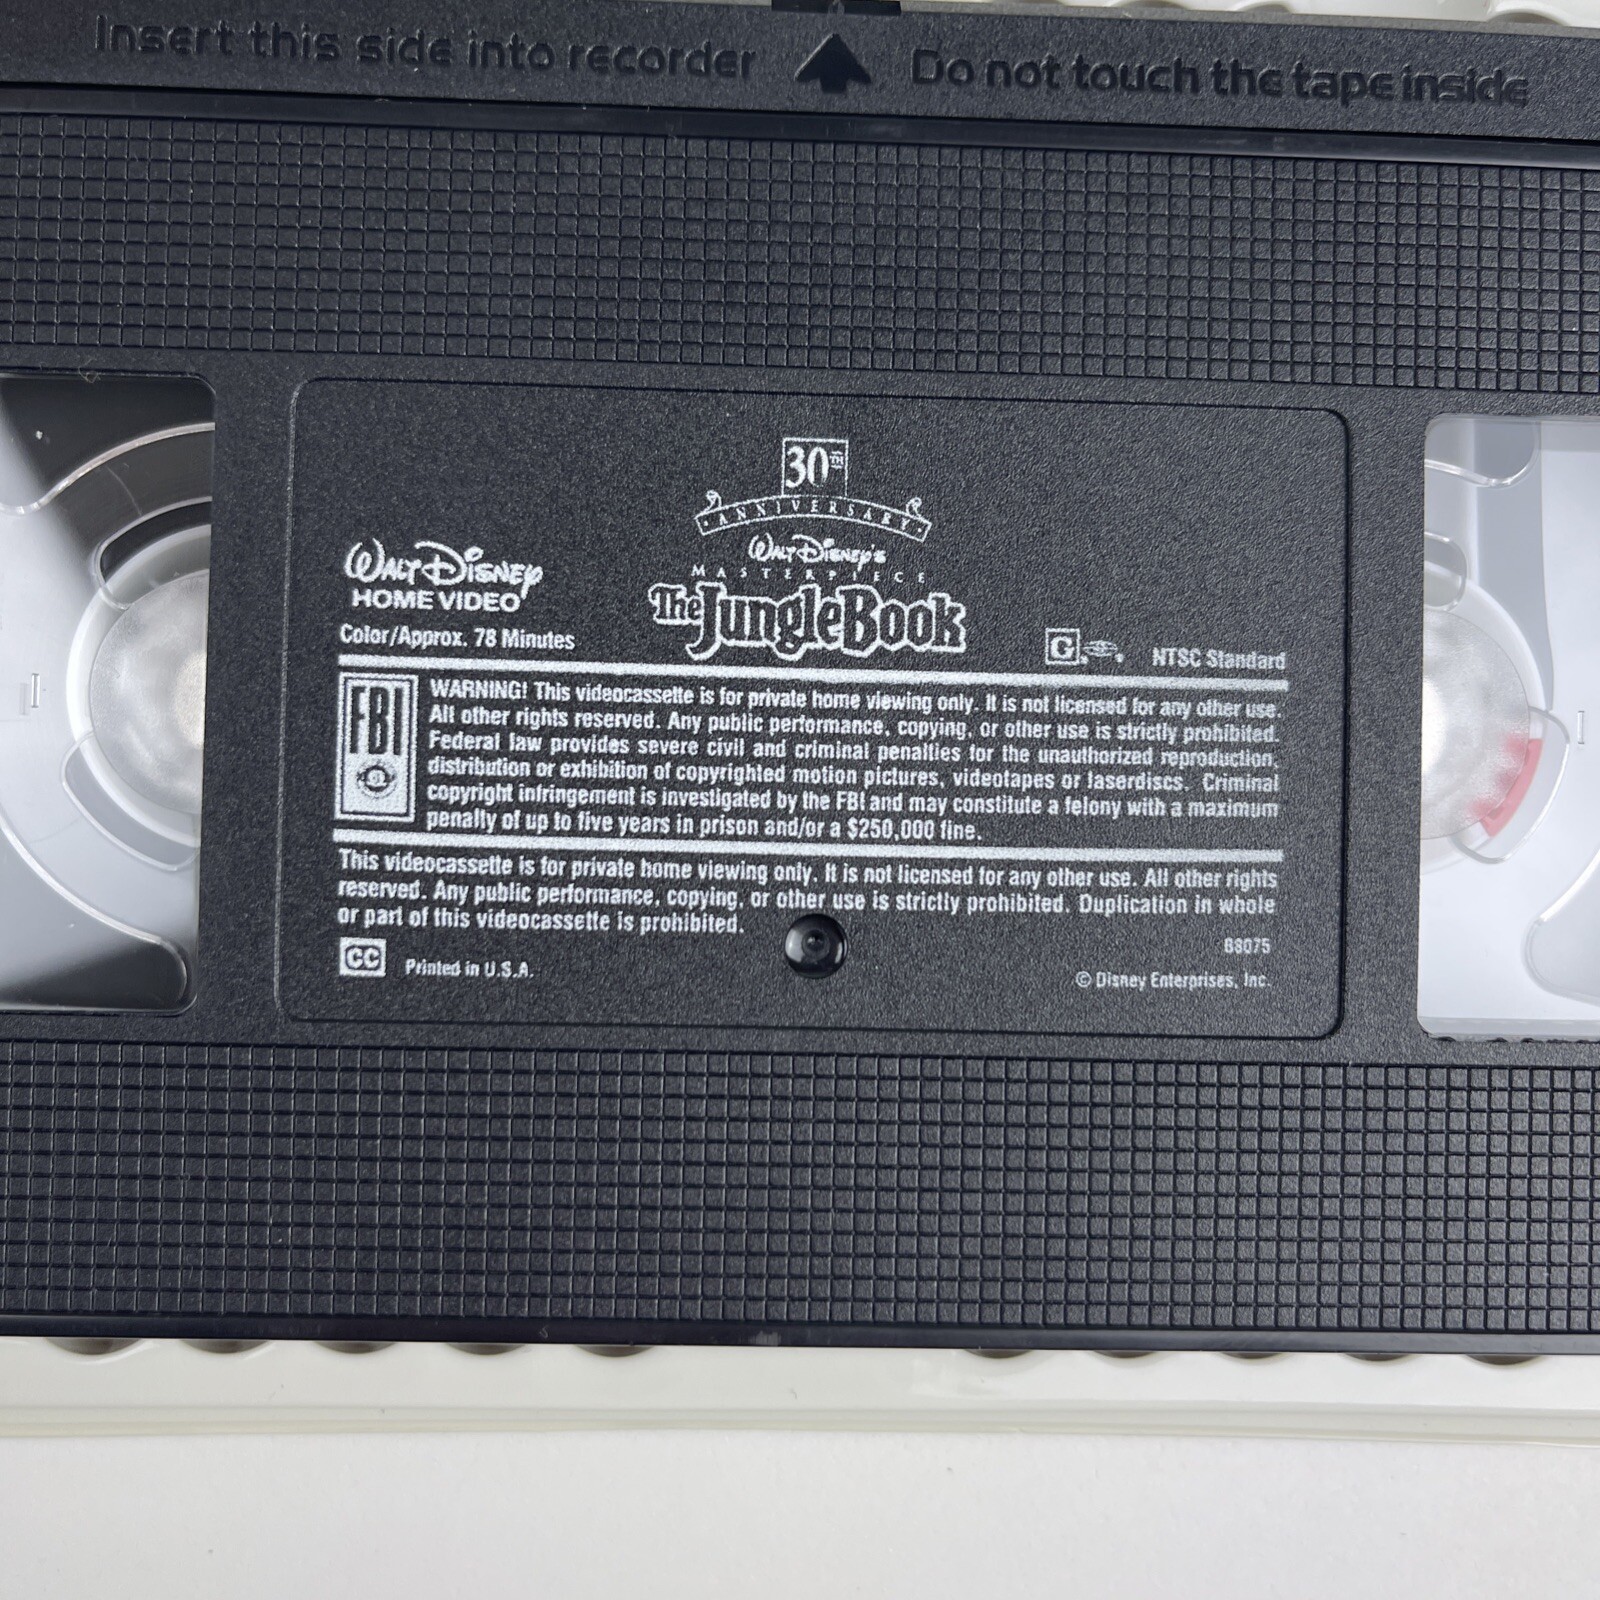 Insert this side into recorder Do not touch the tape inside
30TH
ANNIVERSARY
WALT DISNEY'S
MASTERPIECE
The Jungle Book
WALT DISNEY
HOME VIDEO
Color/Approx. 78 Minutes
G NTSC Standard
FBI
WARNING! This videocassette is for private home viewing only. It is not licensed for any other use.
All other rights reserved. Any public performance, copying, or other use is strictly prohibited.
Federal law provides severe civil and criminal penalties for the unauthorized reproduction,
distribution or exhibition of copyrighted motion pictures, videotapes or laserdiscs. Criminal
copyright infringement is investigated by the FBI and may constitute a felony with a maximum
penalty of up to five years in prison and/or a $250,000 fine.
This videocassette is for private home viewing only. It is not licensed for any other use. All other rights
reserved. Any public performance, copying, or other use is strictly prohibited. Duplication in whole
or part of this videocassette is prohibited.
CC Printed in U.S.A.
© Disney Enterprises, Inc.